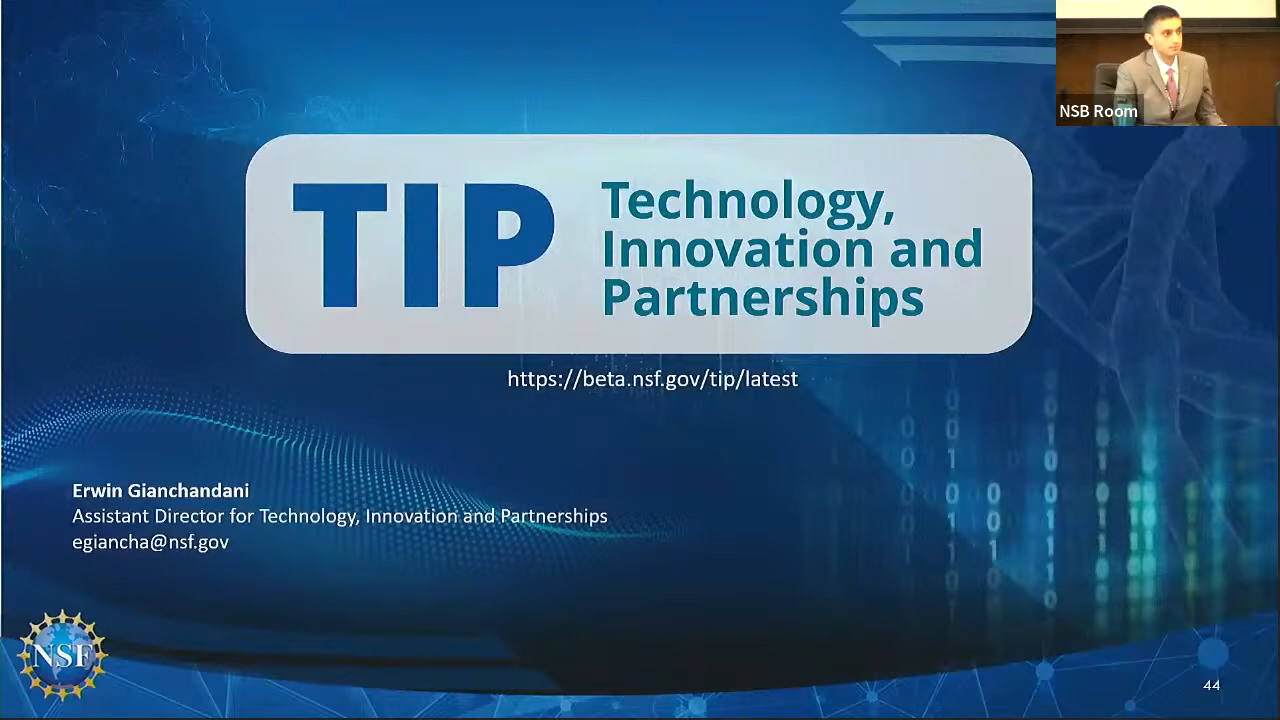 NSB Room
TIP
Technology,
Innovation and
Partnerships
https://beta.nsf.gov/tip/latest
Erwin Gianchandani
Assistant Director for Technology, Innovation and Partnerships
egiancha@nsf.gov
NSF
44